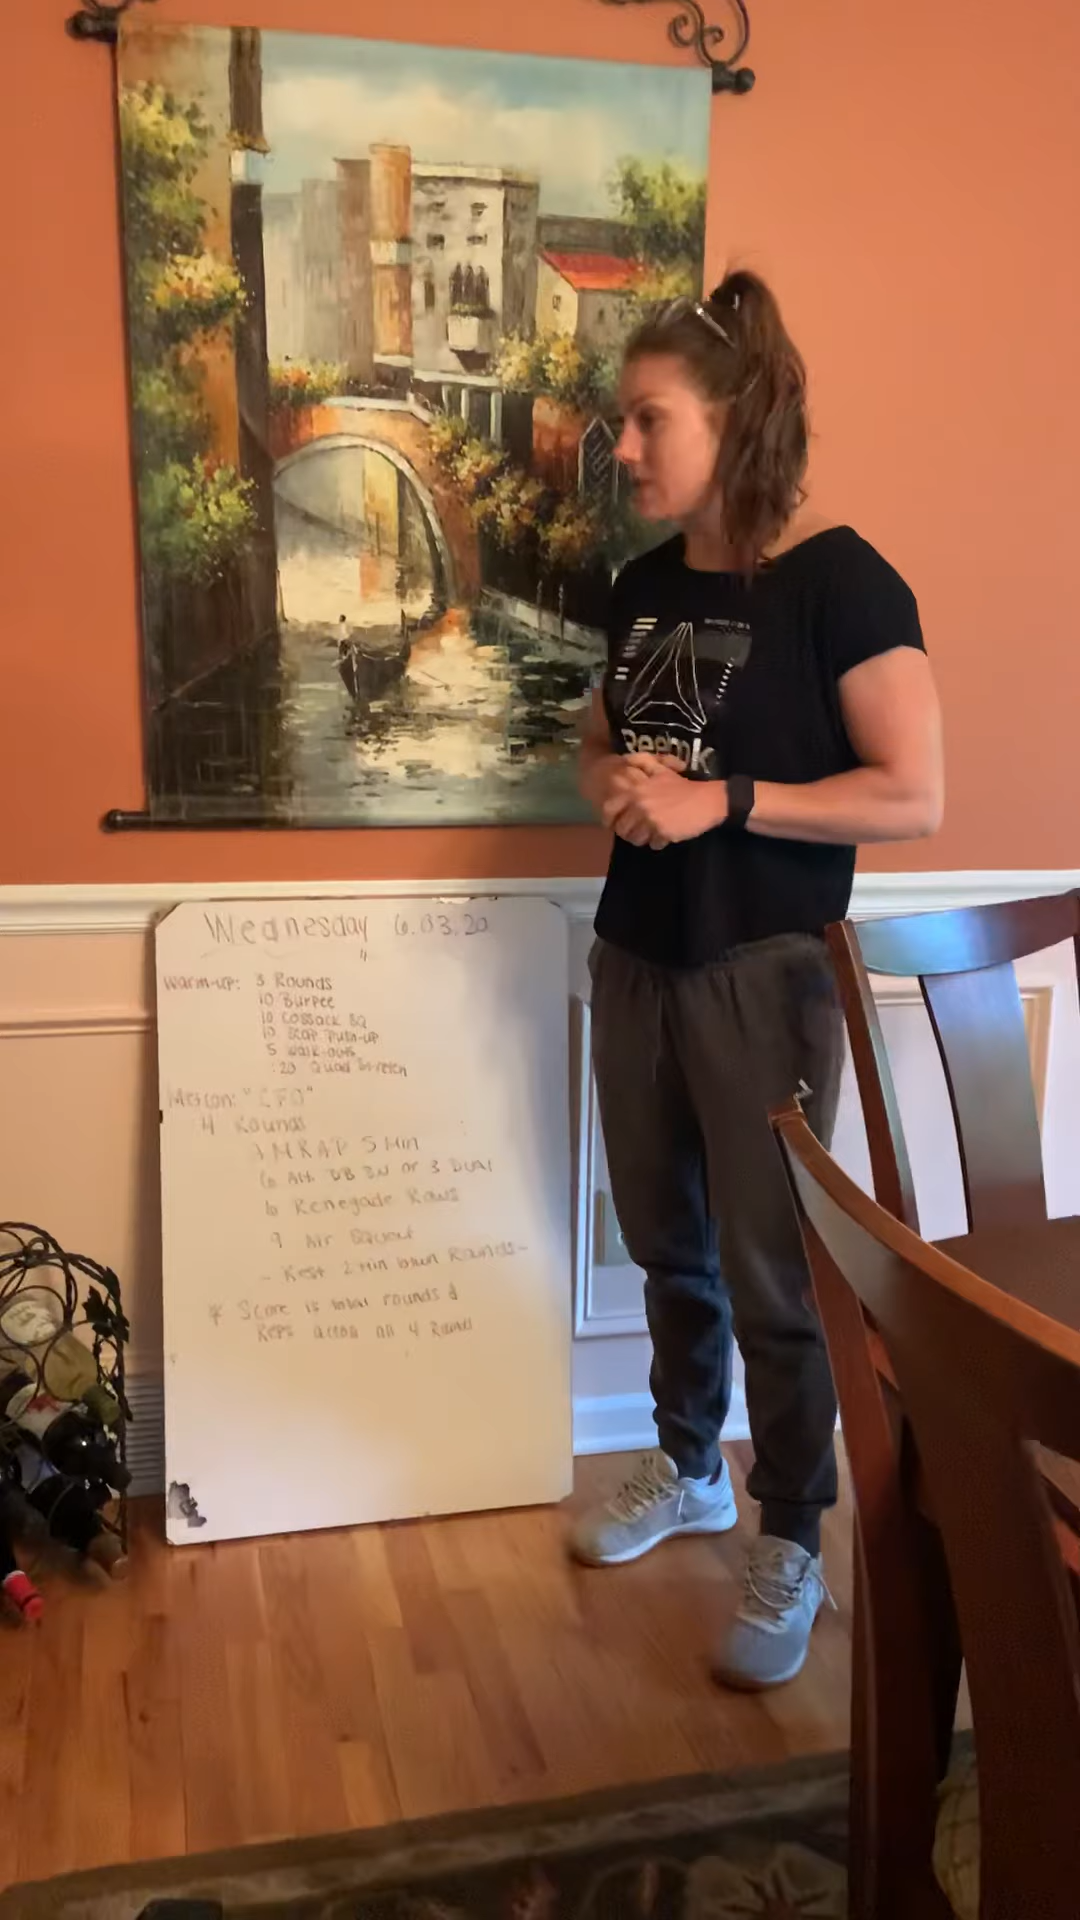 Reebok
Wednesday 6.03.20
Warm-up: 3 Rounds
10 Burpee
10 Cossack SQ
10 Scap Push-up
5 Walk-outs
:20 Quad Stretch
Metcon: "CFO"
4 Rounds
AMRAP 5 Min
6 Alt. DB SN or 3 Dual
6 Renegade Rows
9 Air Squat
- Rest 2 Min btwn Rounds-
* Score is total rounds &
Reps across all 4 Rounds